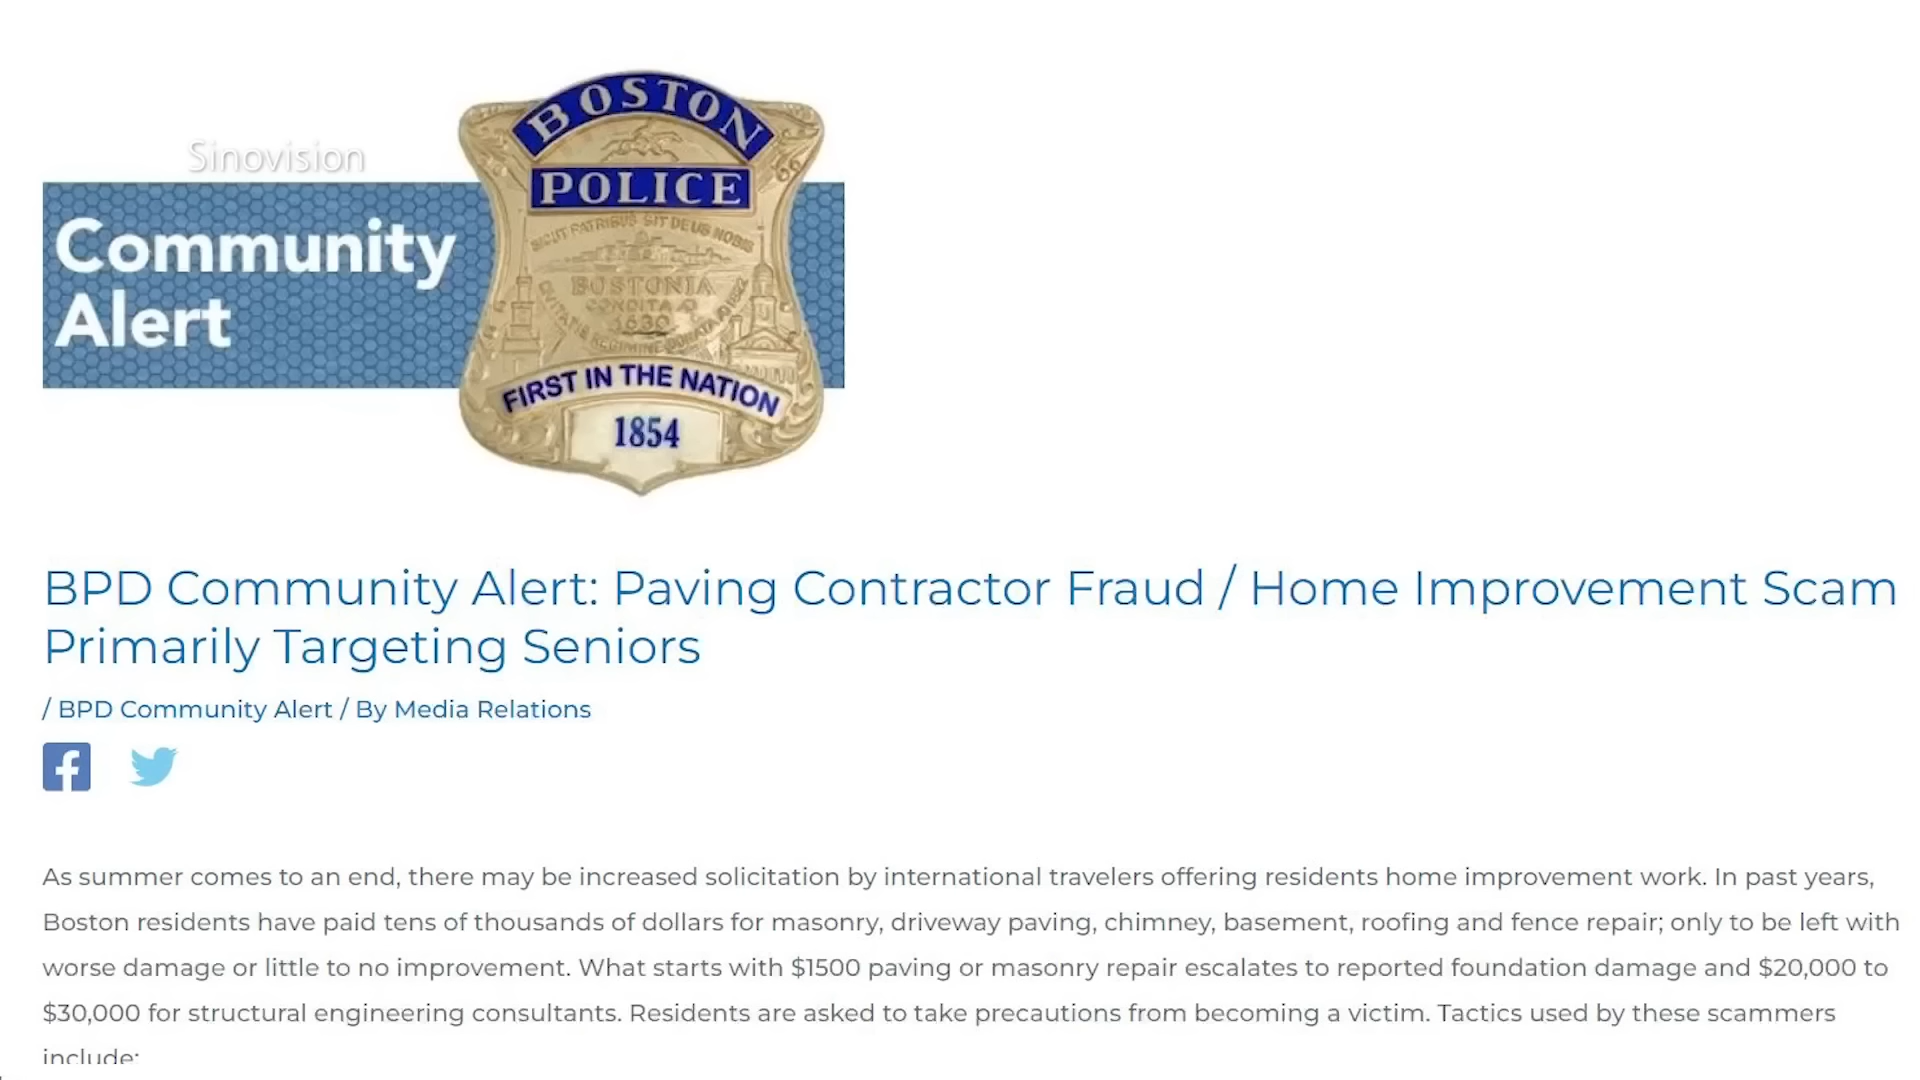 Sinovision
Community
Alert
BOSTON
POLICE
SICUT PATRIBUS SIT DEUS NOBIS
BOSTONIA
CONDITA AD
1630
CIVITATIS REGIMINE DONATA AD 1822
FIRST IN THE NATION
1854
BPD Community Alert: Paving Contractor Fraud / Home Improvement Scam
Primarily Targeting Seniors
/ BPD Community Alert / By Media Relations
As summer comes to an end, there may be increased solicitation by international travelers offering residents home improvement work. In past years,
Boston residents have paid tens of thousands of dollars for masonry, driveway paving, chimney, basement, roofing and fence repair; only to be left with
worse damage or little to no improvement. What starts with $1500 paving or masonry repair escalates to reported foundation damage and $20,000 to
$30,000 for structural engineering consultants. Residents are asked to take precautions from becoming a victim. Tactics used by these scammers
include: